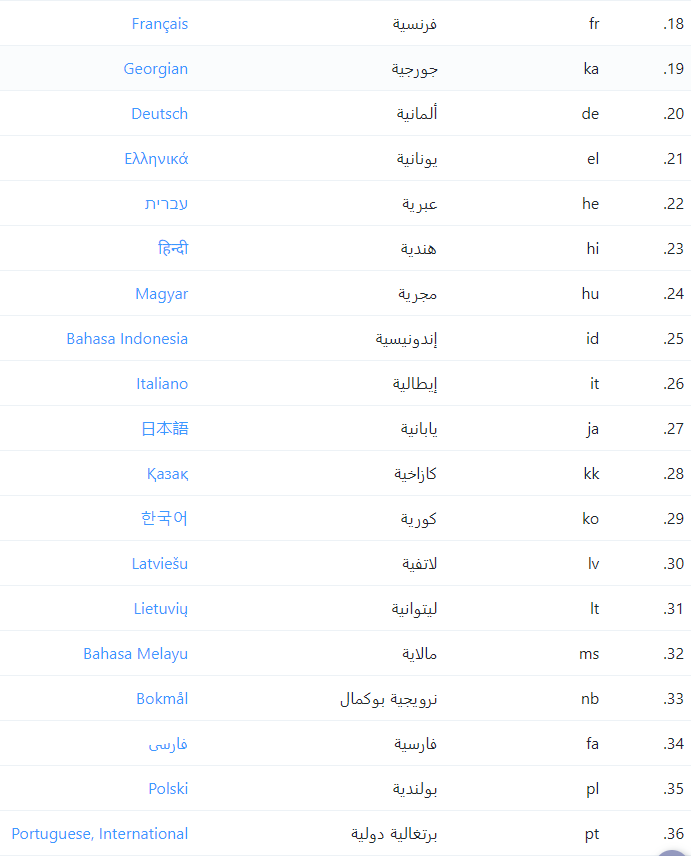 18. fr فرنسية Français
19. ka جورجية Georgian
20. de ألمانية Deutsch
21. el يونانية Ελληνικά
22. he عبرية עברית
23. hi هندية हिन्दी
24. hu مجرية Magyar
25. id إندونيسية Bahasa Indonesia
26. it إيطالية Italiano
27. ja يابانية 日本語
28. kk كازاخية Қазақ
29. ko كورية 한국어
30. lv لاتفية Latviešu
31. lt ليتوانية Lietuvių
32. ms مالاية Bahasa Melayu
33. nb نرويجية بوكمال Bokmål
34. fa فارسية فارسی
35. pl بولندية Polski
36. pt برتغالية دولية Portuguese, International